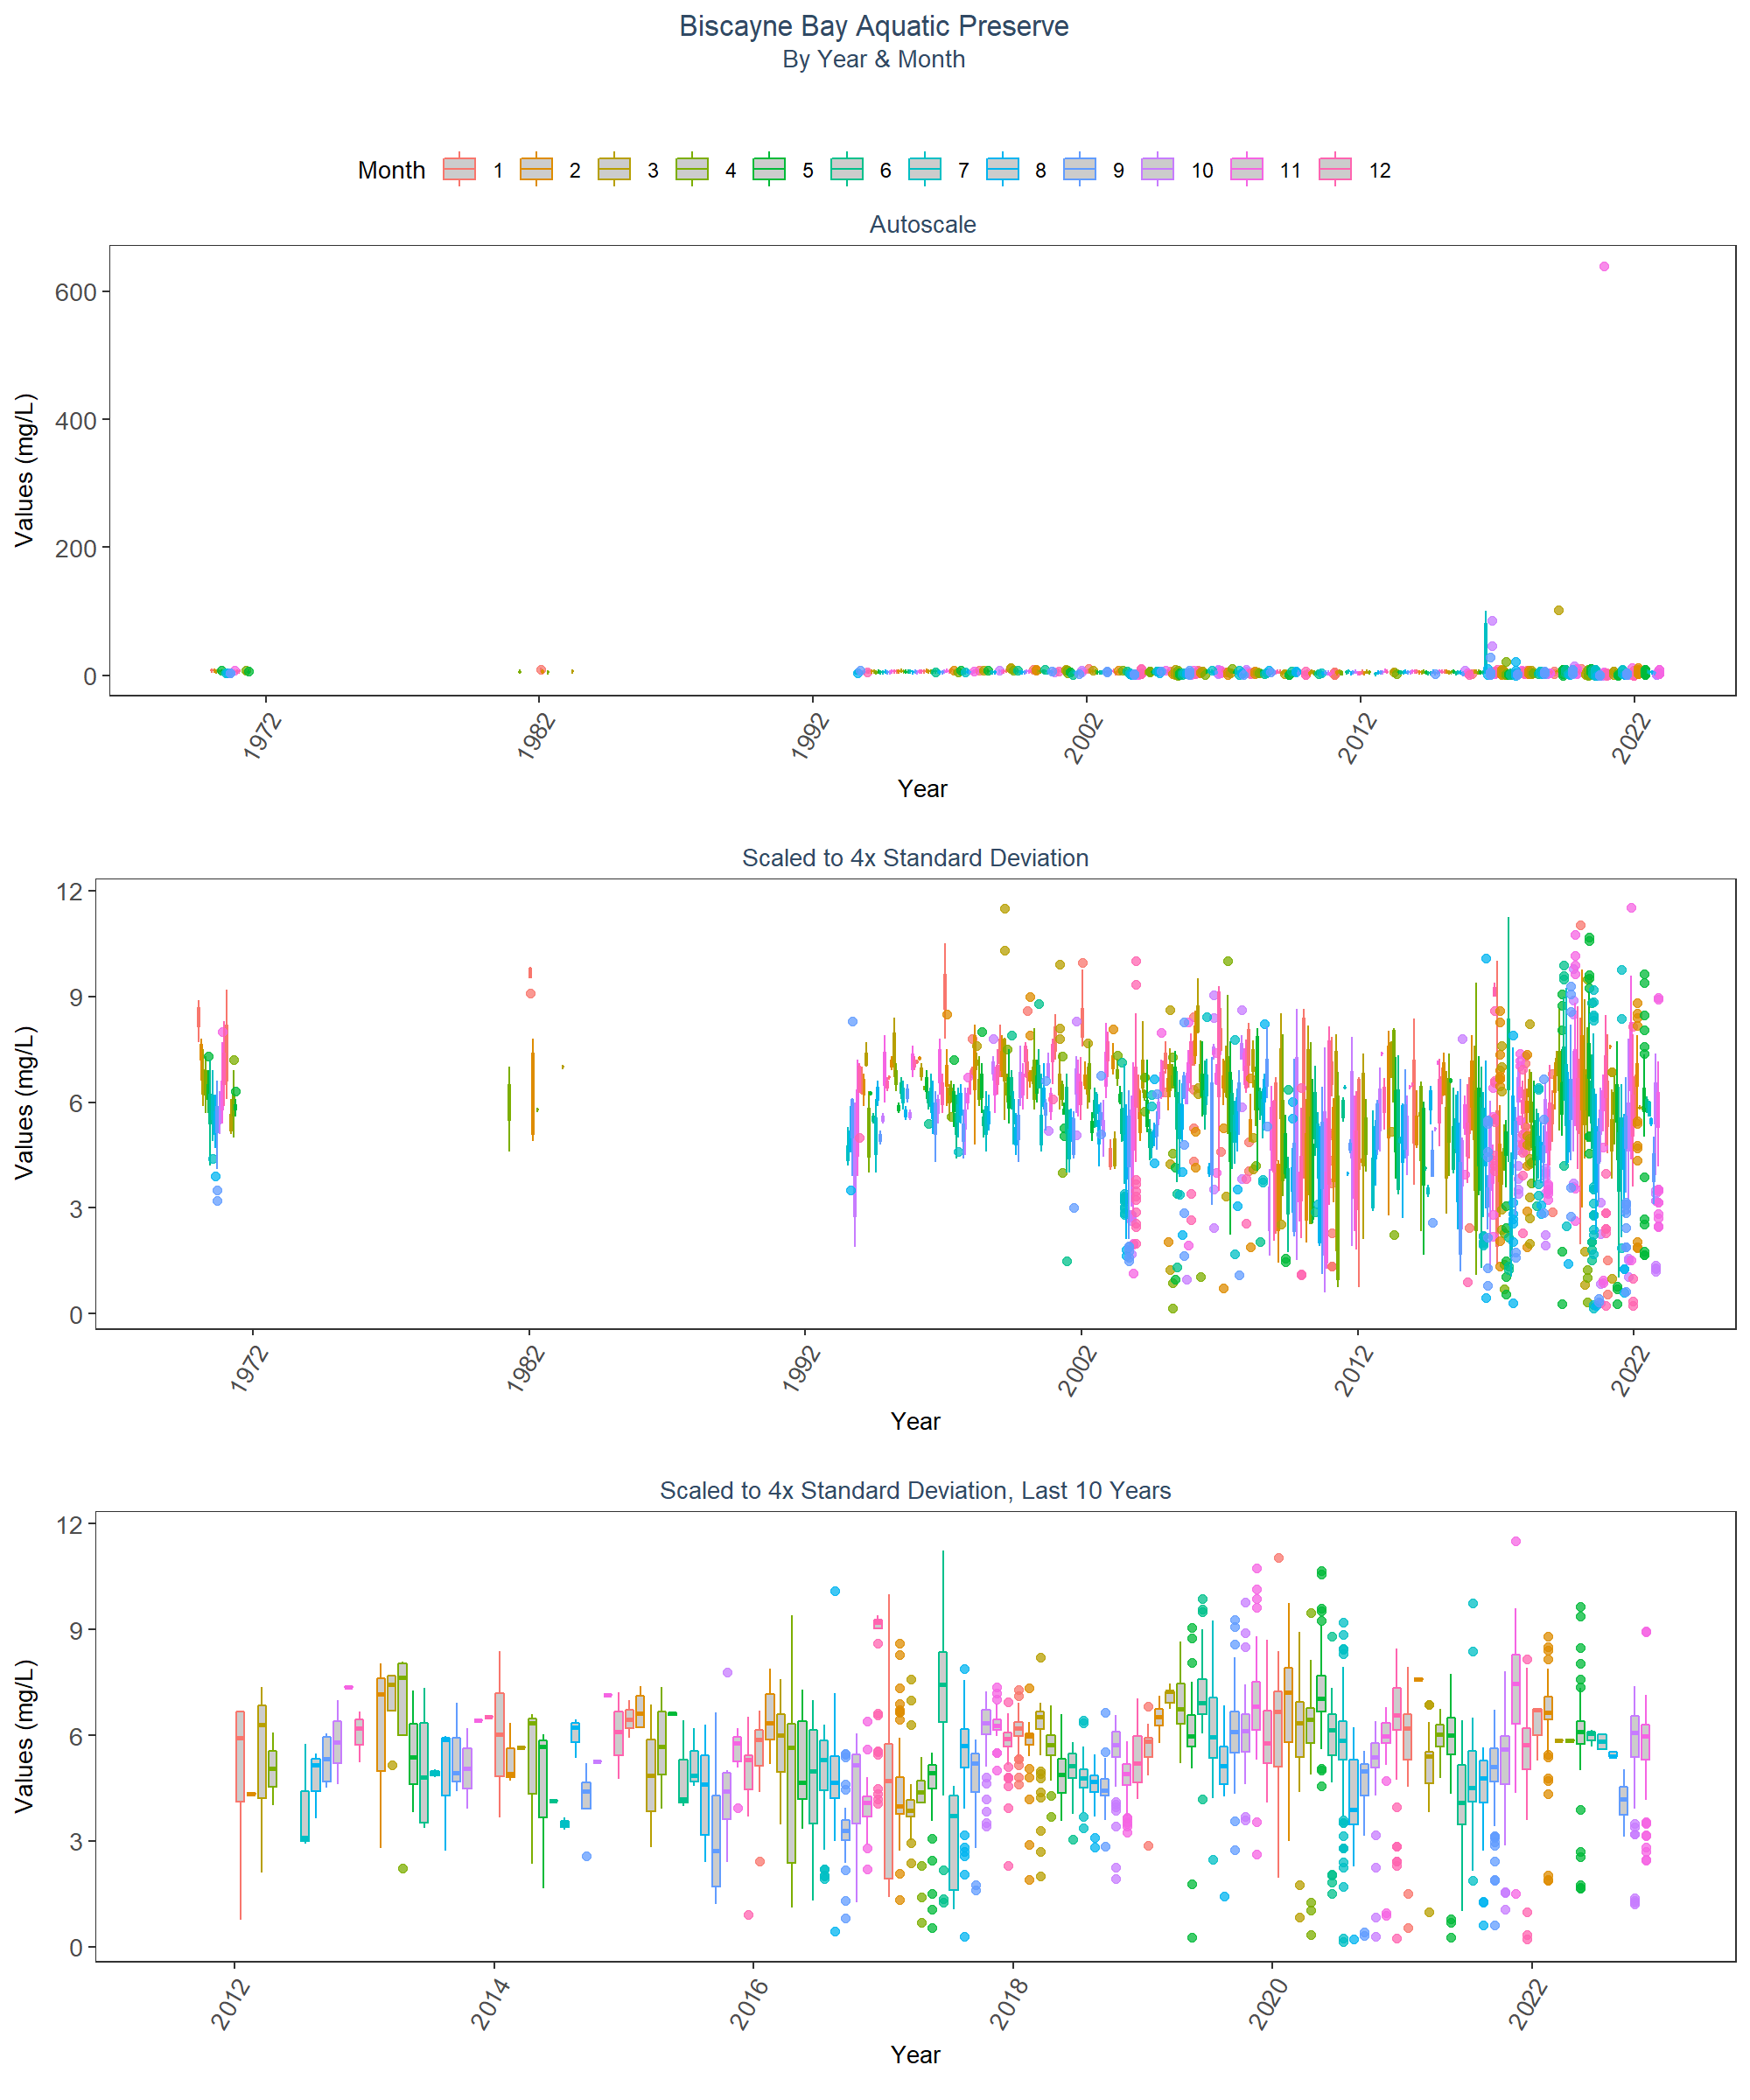 Biscayne Bay Aquatic Preserve
By Year & Month
Month 1 2 3 4 5 6 7 8 9 10 11 12
Autoscale
Values (mg/L)
600
400
200
0
1972 1982 1992 2002 2012 2022
Year
Scaled to 4x Standard Deviation
Values (mg/L)
12
9
6
3
0
1972 1982 1992 2002 2012 2022
Year
Scaled to 4x Standard Deviation, Last 10 Years
Values (mg/L)
12
9
6
3
0
2012 2014 2016 2018 2020 2022
Year